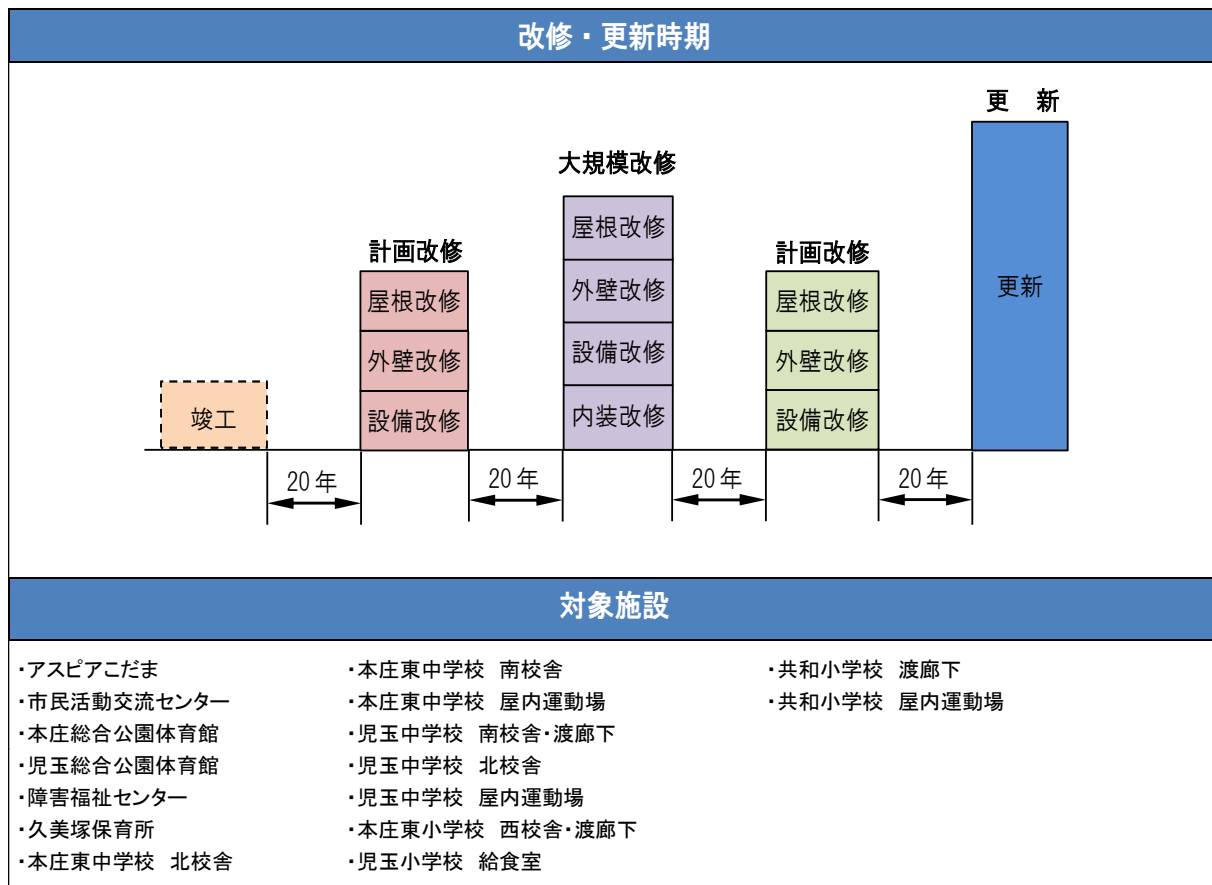 改修・更新時期
更　新
大規模改修
計画改修
計画改修
屋根改修
外壁改修
設備改修
内装改修
屋根改修
外壁改修
設備改修
屋根改修
外壁改修
設備改修
更新
竣工
20年
20年
20年
20年
対象施設
・アスピアこだま
・市民活動交流センター
・本庄総合公園体育館
・児玉総合公園体育館
・障害福祉センター
・久美塚保育所
・本庄東中学校　北校舎
・本庄東中学校　南校舎
・本庄東中学校　屋内運動場
・児玉中学校　南校舎・渡廊下
・児玉中学校　北校舎
・児玉中学校　屋内運動場
・本庄東小学校　西校舎・渡廊下
・児玉小学校　給食室
・共和小学校　渡廊下
・共和小学校　屋内運動場